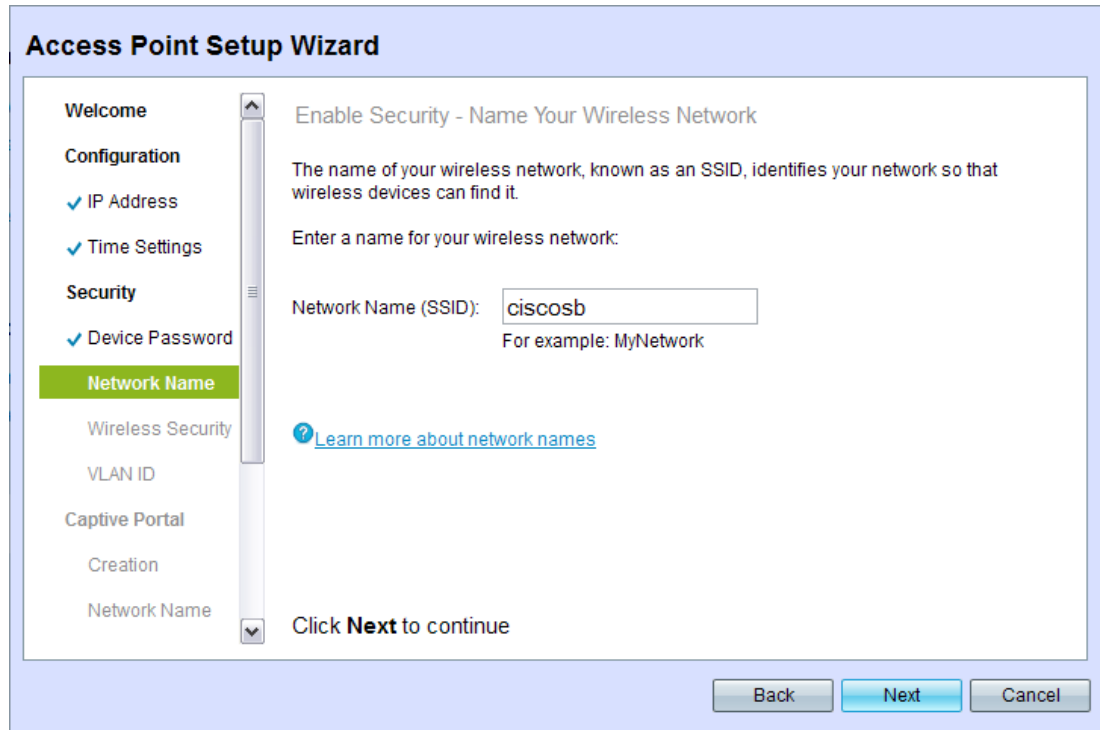 Access Point Setup Wizard
Welcome
Configuration
IP Address
Time Settings
Security
Device Password
Network Name
Wireless Security
VLAN ID
Captive Portal
Creation
Network Name
Enable Security - Name Your Wireless Network
The name of your wireless network, known as an SSID, identifies your network so that
wireless devices can find it.
Enter a name for your wireless network:
Network Name (SSID): ciscosb
For example: MyNetwork
?Learn more about network names
Click Next to continue
Back Next Cancel